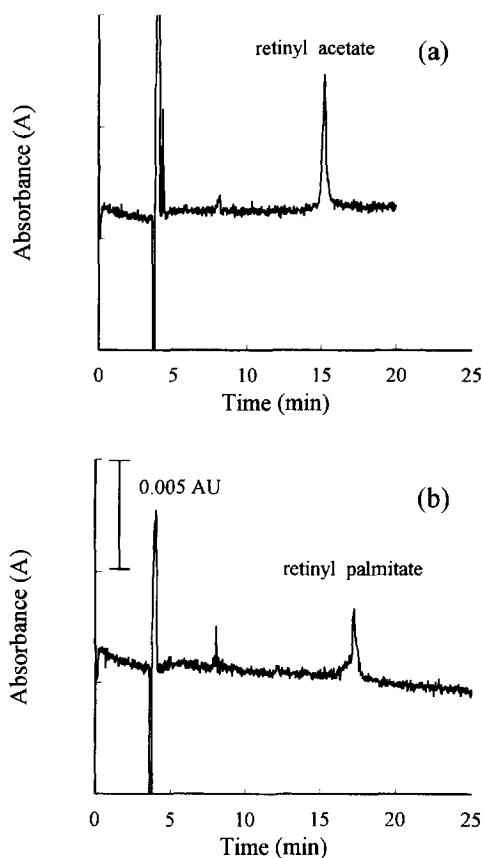 retinyl acetate (a)
Absorbance (A)
0 5 10 15 20 25
Time (min)
0.005 AU (b)
retinyl palmitate
Absorbance (A)
0 5 10 15 20 25
Time (min)